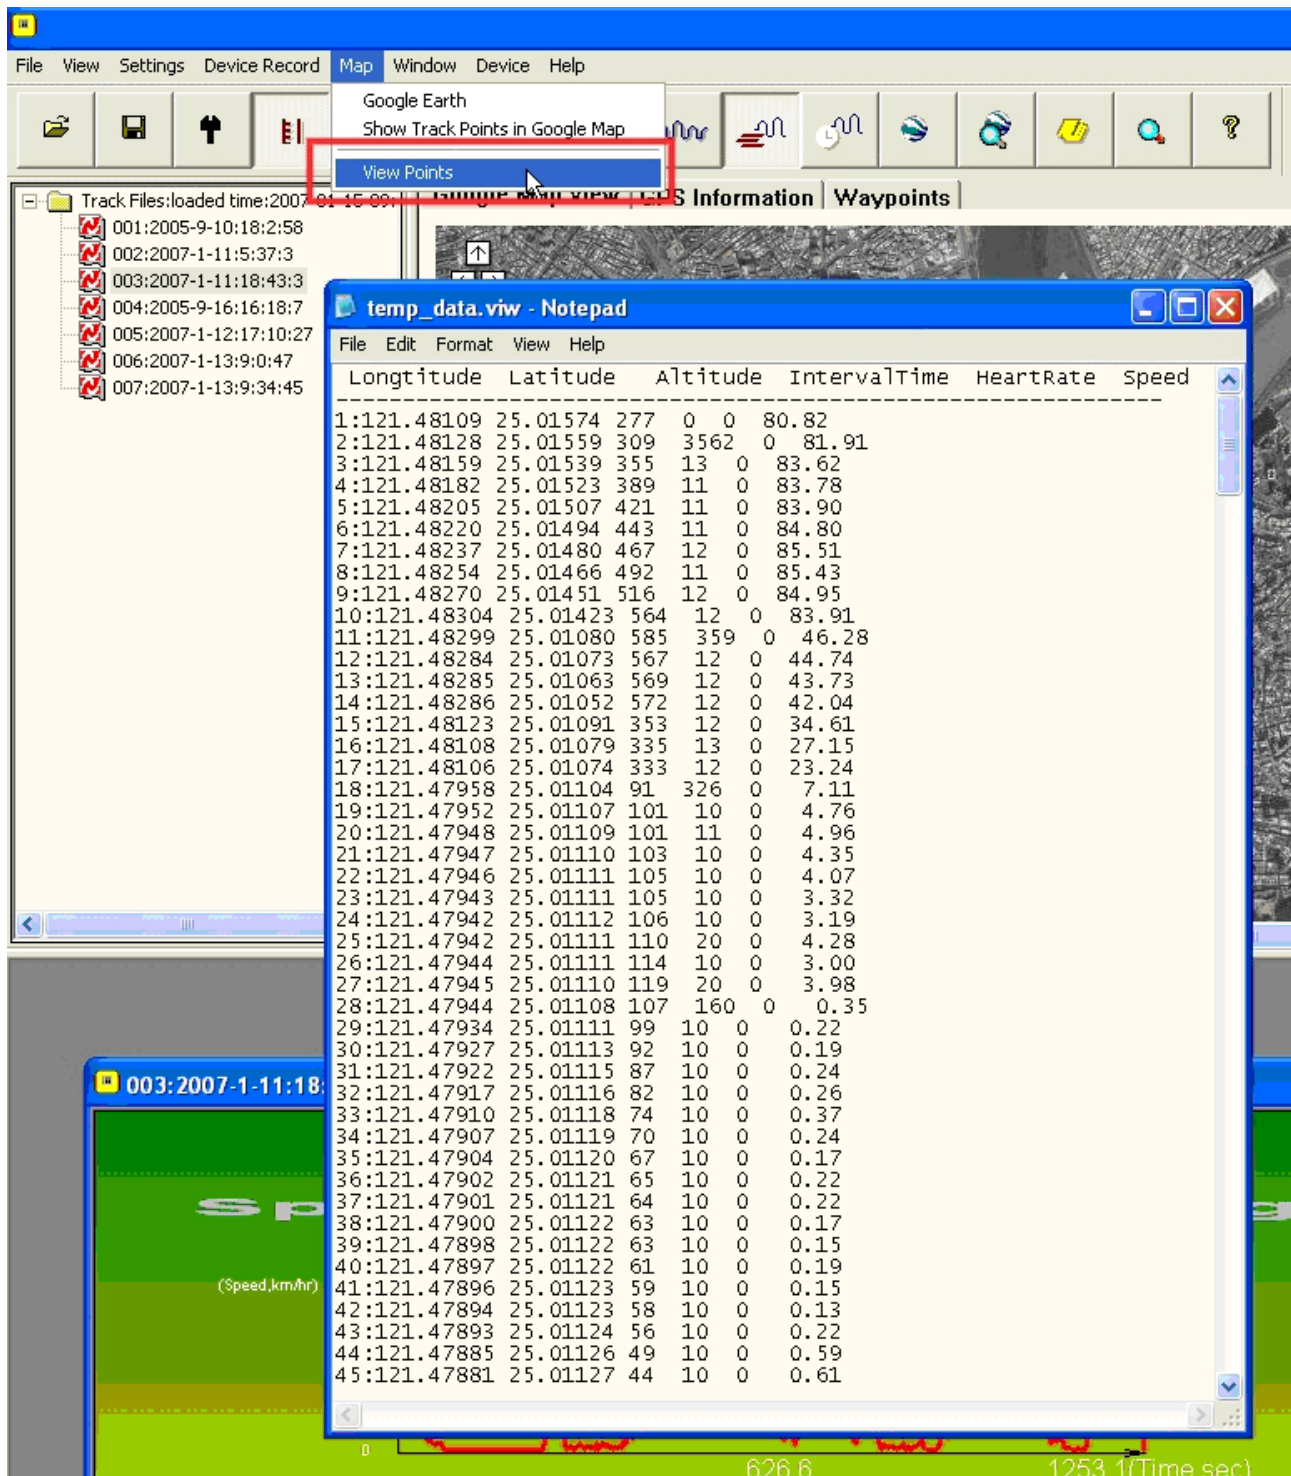 File View Settings Device Record Map Window Device Help
Google Earth
Show Track Points in Google Map
View Points
Google Map View GPS Information Waypoints
Track Files:loaded time:2007-01-15-09:
001:2005-9-10:18:2:58
002:2007-1-11:5:37:3
003:2007-1-11:18:43:3
004:2005-9-16:16:18:7
005:2007-1-12:17:10:27
006:2007-1-13:9:0:47
007:2007-1-13:9:34:45
temp_data.viw - Notepad
File Edit Format View Help
Longtitude Latitude Altitude IntervalTime HeartRate Speed
------------------------------------------------------------------
1:121.48109 25.01574 277 0 0 80.82
2:121.48128 25.01559 309 3562 0 81.91
3:121.48159 25.01539 355 13 0 83.62
4:121.48182 25.01523 389 11 0 83.78
5:121.48205 25.01507 421 11 0 83.90
6:121.48220 25.01494 443 11 0 84.80
7:121.48237 25.01480 467 12 0 85.51
8:121.48254 25.01466 492 11 0 85.43
9:121.48270 25.01451 516 12 0 84.95
10:121.48304 25.01423 564 12 0 83.91
11:121.48299 25.01080 585 359 0 46.28
12:121.48284 25.01073 567 12 0 44.74
13:121.48285 25.01063 569 12 0 43.73
14:121.48286 25.01052 572 12 0 42.04
15:121.48123 25.01091 353 12 0 34.61
16:121.48108 25.01079 335 13 0 27.15
17:121.48106 25.01074 333 12 0 23.24
18:121.47958 25.01104 91 326 0 7.11
19:121.47952 25.01107 101 10 0 4.76
20:121.47948 25.01109 101 11 0 4.96
21:121.47947 25.01110 103 10 0 4.35
22:121.47946 25.01111 105 10 0 4.07
23:121.47943 25.01111 105 10 0 3.32
24:121.47942 25.01112 106 10 0 3.19
25:121.47942 25.01111 110 20 0 4.28
26:121.47944 25.01111 114 10 0 3.00
27:121.47945 25.01110 119 20 0 3.98
28:121.47944 25.01108 107 160 0 0.35
29:121.47934 25.01111 99 10 0 0.22
30:121.47927 25.01113 92 10 0 0.19
31:121.47922 25.01115 87 10 0 0.24
32:121.47917 25.01116 82 10 0 0.26
33:121.47910 25.01118 74 10 0 0.37
34:121.47907 25.01119 70 10 0 0.24
35:121.47904 25.01120 67 10 0 0.17
36:121.47902 25.01121 65 10 0 0.22
37:121.47901 25.01121 64 10 0 0.22
38:121.47900 25.01122 63 10 0 0.17
39:121.47898 25.01122 63 10 0 0.15
40:121.47897 25.01122 61 10 0 0.19
41:121.47896 25.01123 59 10 0 0.15
42:121.47894 25.01123 58 10 0 0.13
43:121.47893 25.01124 56 10 0 0.22
44:121.47885 25.01126 49 10 0 0.59
45:121.47881 25.01127 44 10 0 0.61
003:2007-1-11:18:
Sp
(Speed,km/hr)
0
626.6 1253.1(Time sec)